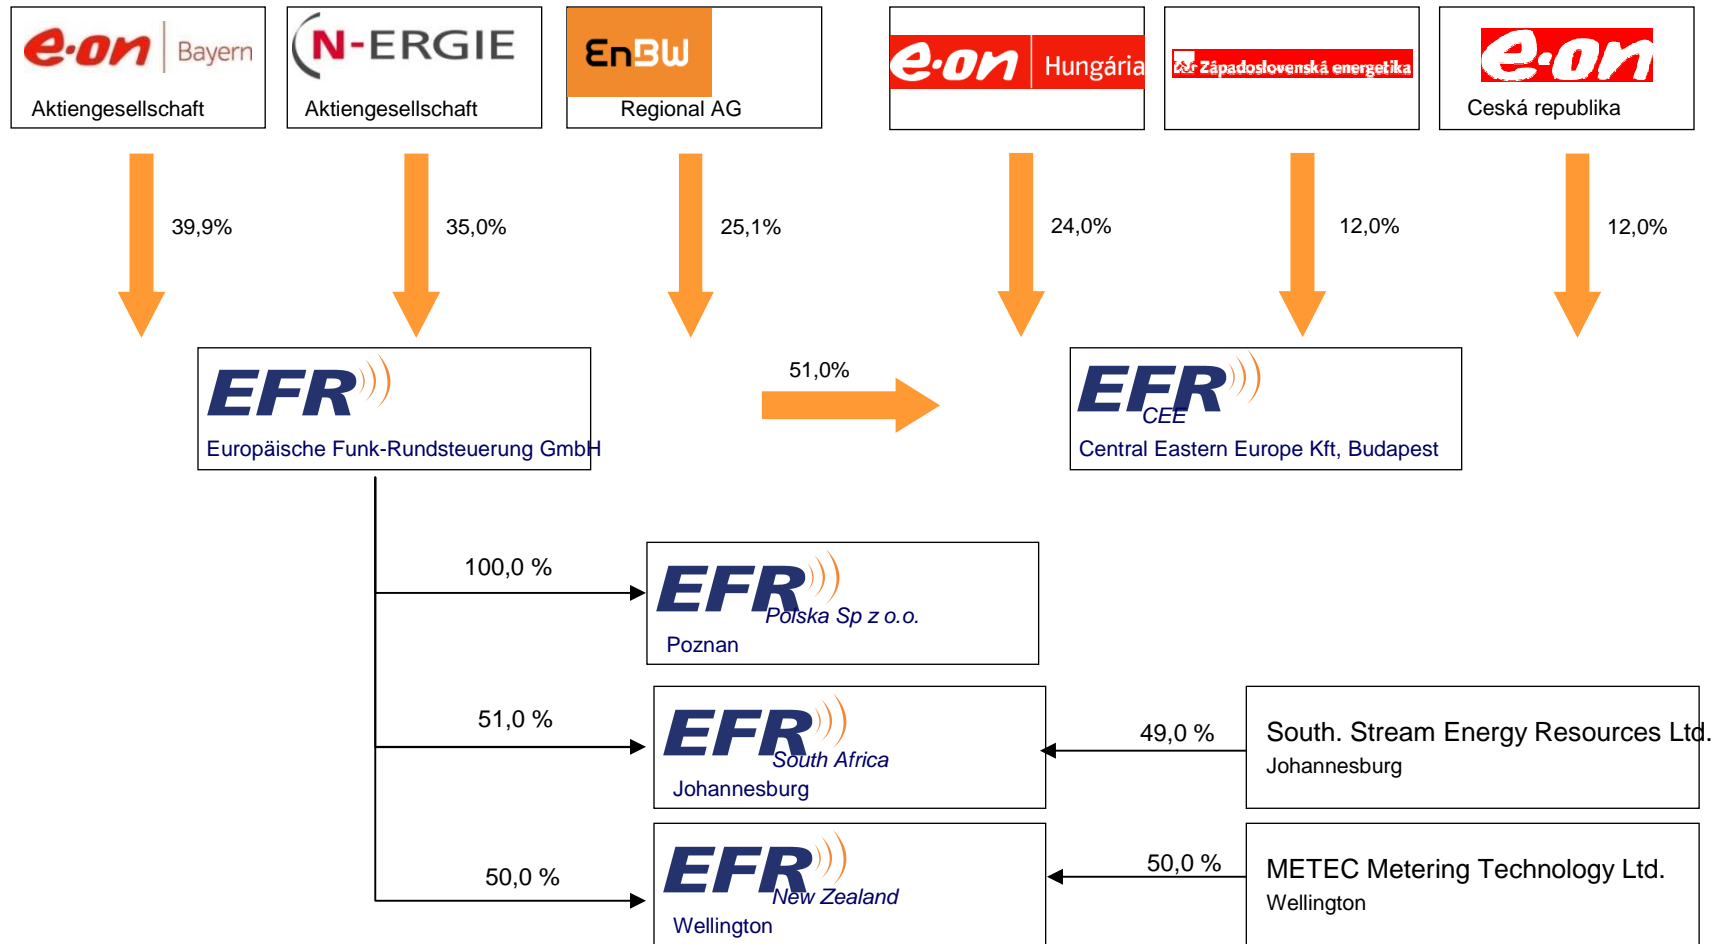 e·on | Bayern
Aktiengesellschaft
N-ERGIE
Aktiengesellschaft
EnBW
Regional AG
e·on | Hungária
Západoslovenská energetika
e·on
Ceská republika
39,9%
35,0%
25,1%
24,0%
12,0%
12,0%
EFR
Europäische Funk-Rundsteuerung GmbH
51,0%
EFR
CEE
Central Eastern Europe Kft, Budapest
100,0 %
EFR
Polska Sp z o.o.
Poznan
51,0 %
EFR
South Africa
Johannesburg
49,0 %
South. Stream Energy Resources Ltd.
Johannesburg
50,0 %
EFR
New Zealand
Wellington
50,0 %
METEC Metering Technology Ltd.
Wellington